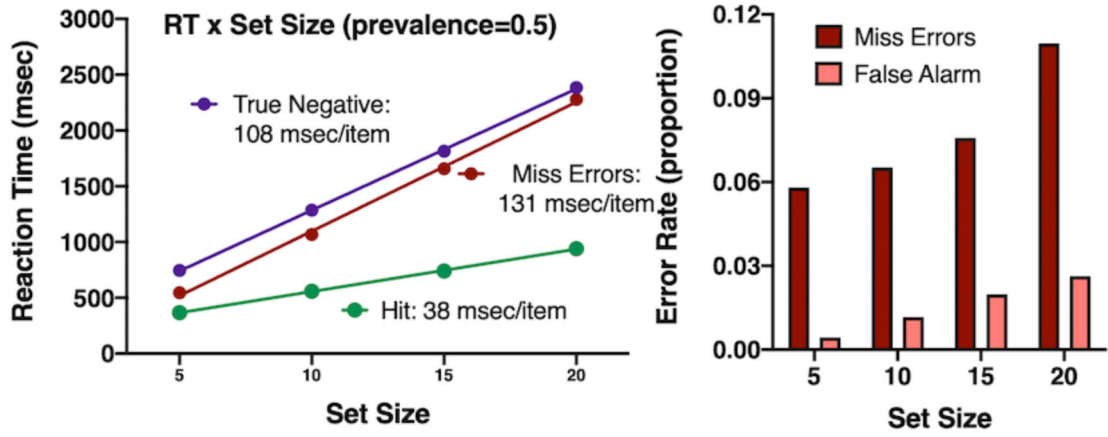 RT x Set Size (prevalence=0.5)
Reaction Time (msec)
3000
2500
2000
1500
1000
500
0
True Negative:
108 msec/item
Miss Errors:
131 msec/item
Hit: 38 msec/item
5 10 15 20
Set Size
Error Rate (proportion)
0.12
0.09
0.06
0.03
0.00
Miss Errors
False Alarm
5 10 15 20
Set Size